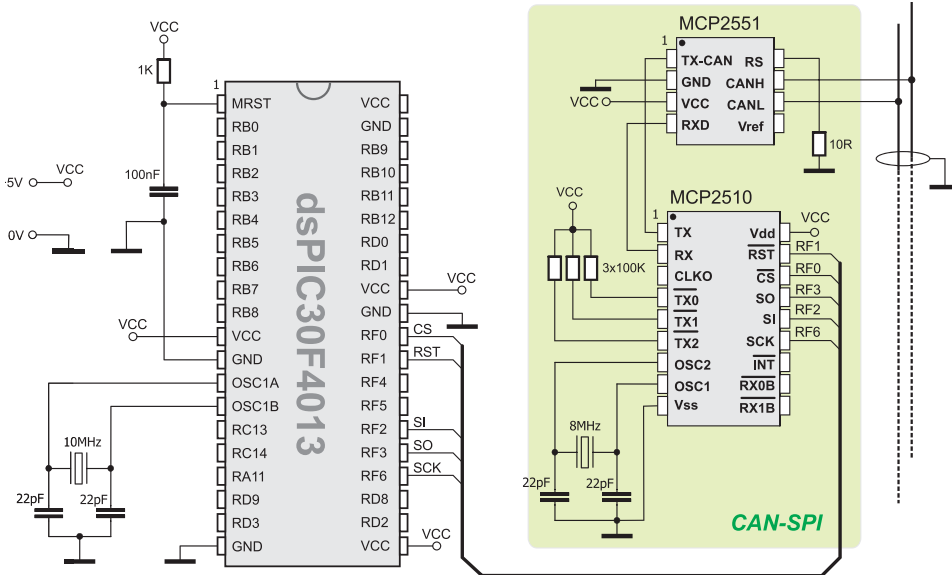 VCC
1K
1
MRST
RB0
RB1
RB2
RB3
RB4
RB5
RB6
RB7
RB8
VCC
GND
OSC1A
OSC1B
RC13
RC14
RA11
RD9
RD3
GND
dsPIC30F4013
VCC
GND
RB9
RB10
RB11
RB12
RD0
RD1
VCC
GND
RF0
RF1
RF4
RF5
RF2
RF3
RF6
RD8
RD2
VCC
100nF
5V
VCC
0V
VCC
10MHz
22pF
22pF
VCC
CS
RST
SI
SO
SCK
VCC
MCP2551
1
TX-CAN
GND
VCC
RXD
RS
CANH
CANL
Vref
VCC
10R
MCP2510
VCC
3x100K
1
TX
RX
CLKO
TX0
TX1
TX2
OSC2
OSC1
Vss
Vdd
RST
CS
SO
SI
SCK
INT
RX0B
RX1B
VCC
RF1
RF0
RF3
RF2
RF6
8MHz
22pF
22pF
CAN-SPI